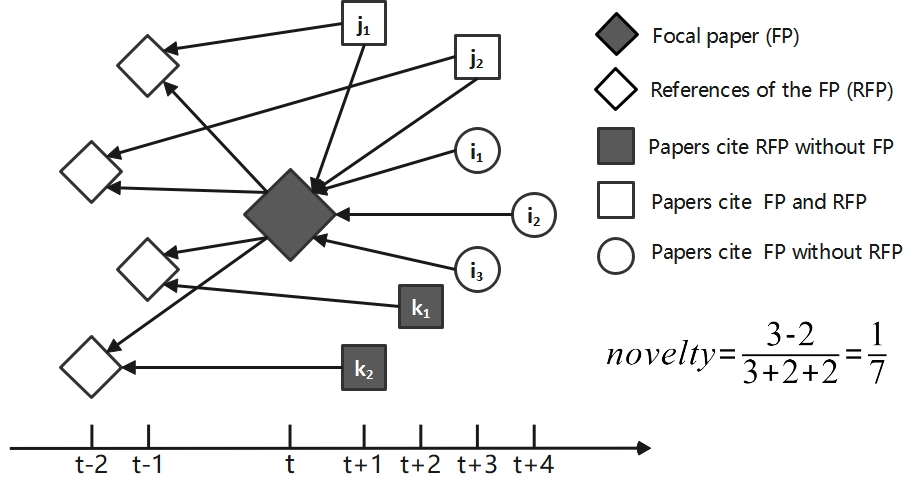 j₁
j₂
i₁
i₂
i₃
k₁
k₂
Focal paper (FP)
References of the FP (RFP)
Papers cite RFP without FP
Papers cite FP and RFP
Papers cite FP without RFP
novelty = (3-2)/(3+2+2) = 1/7
t-2 t-1 t t+1 t+2 t+3 t+4